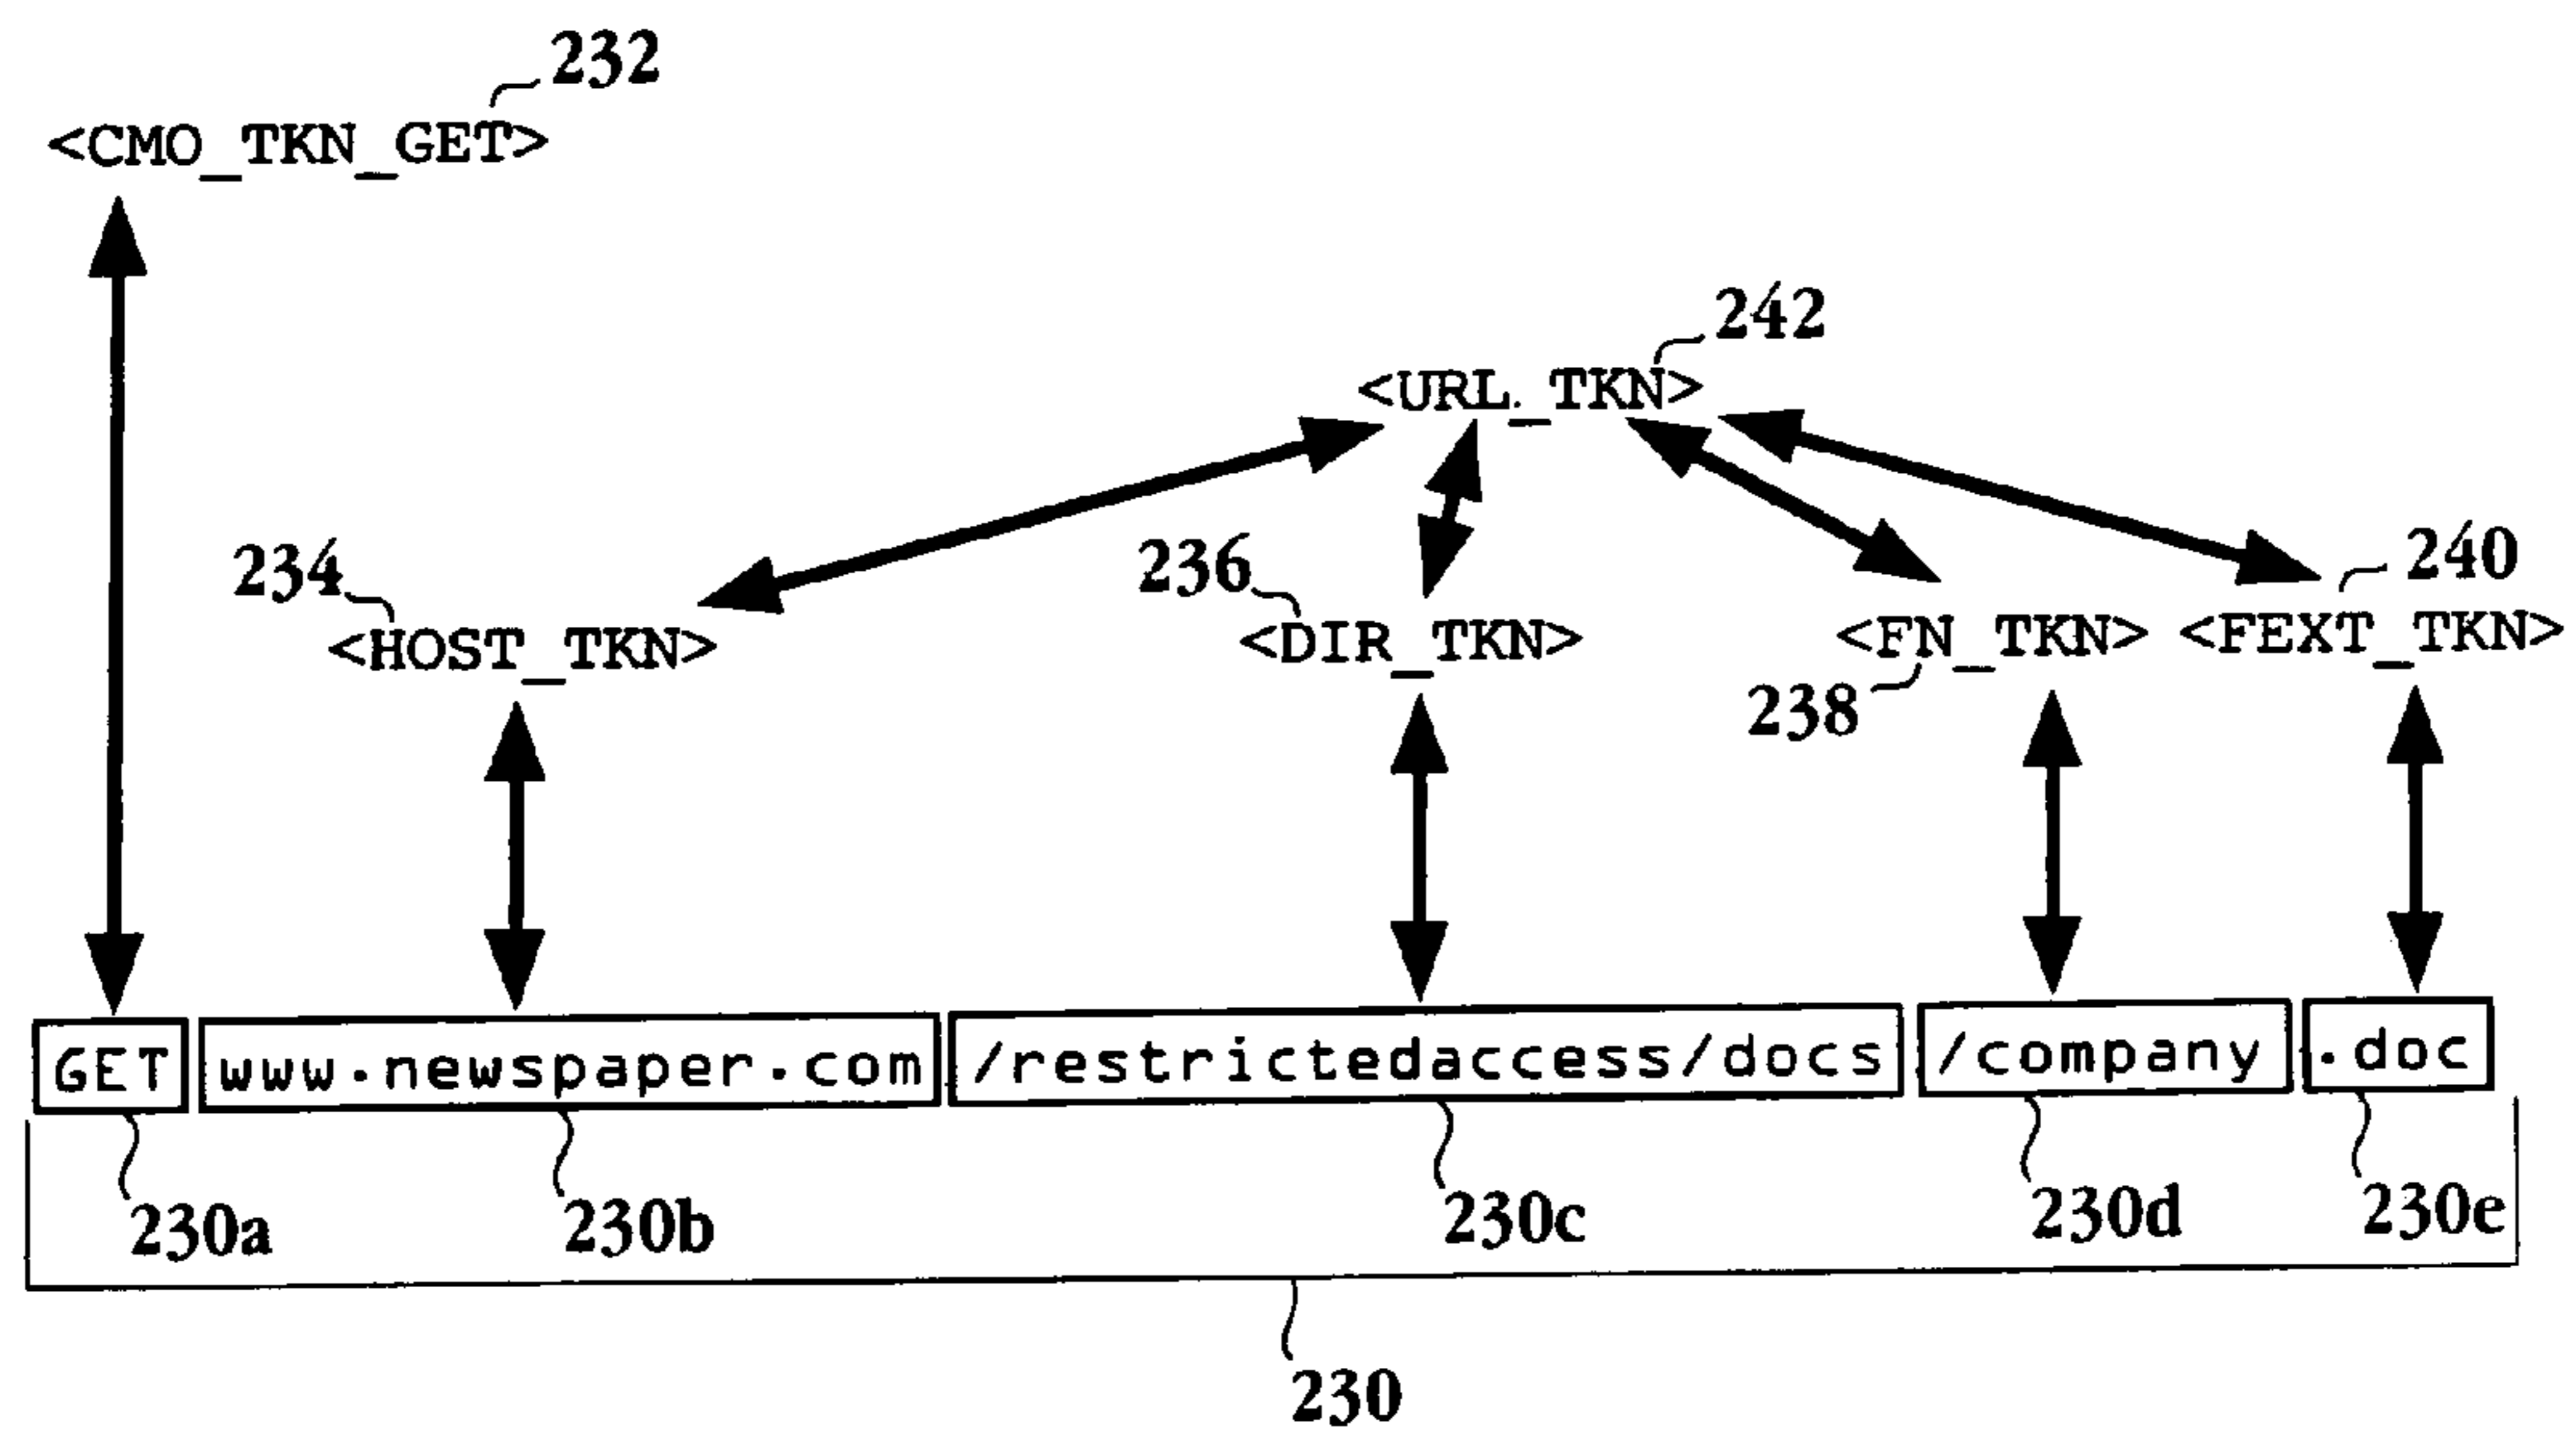 232
<CMO_TKN_GET>
242
<URL_TKN>
234
236
240
<HOST_TKN>
<DIR_TKN>
<FN_TKN> <FEXT_TKN>
238
GET www.newspaper.com /restrictedaccess/docs /company .doc
230a 230b 230c 230d 230e
230